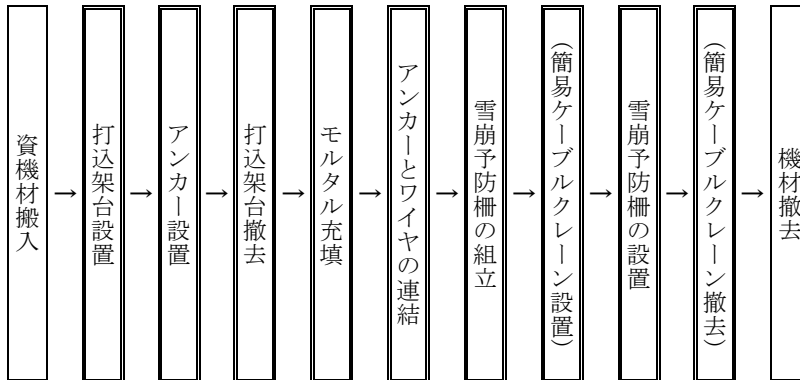 資機材搬入
→
打込架台設置
→
アンカー設置
→
打込架台撤去
→
モルタル充填
→
アンカーとワイヤの連結
→
雪崩予防柵の組立
→
(簡易ケーブルクレーン設置)
→
雪崩予防柵の設置
→
(簡易ケーブルクレーン撤去)
→
機材撤去